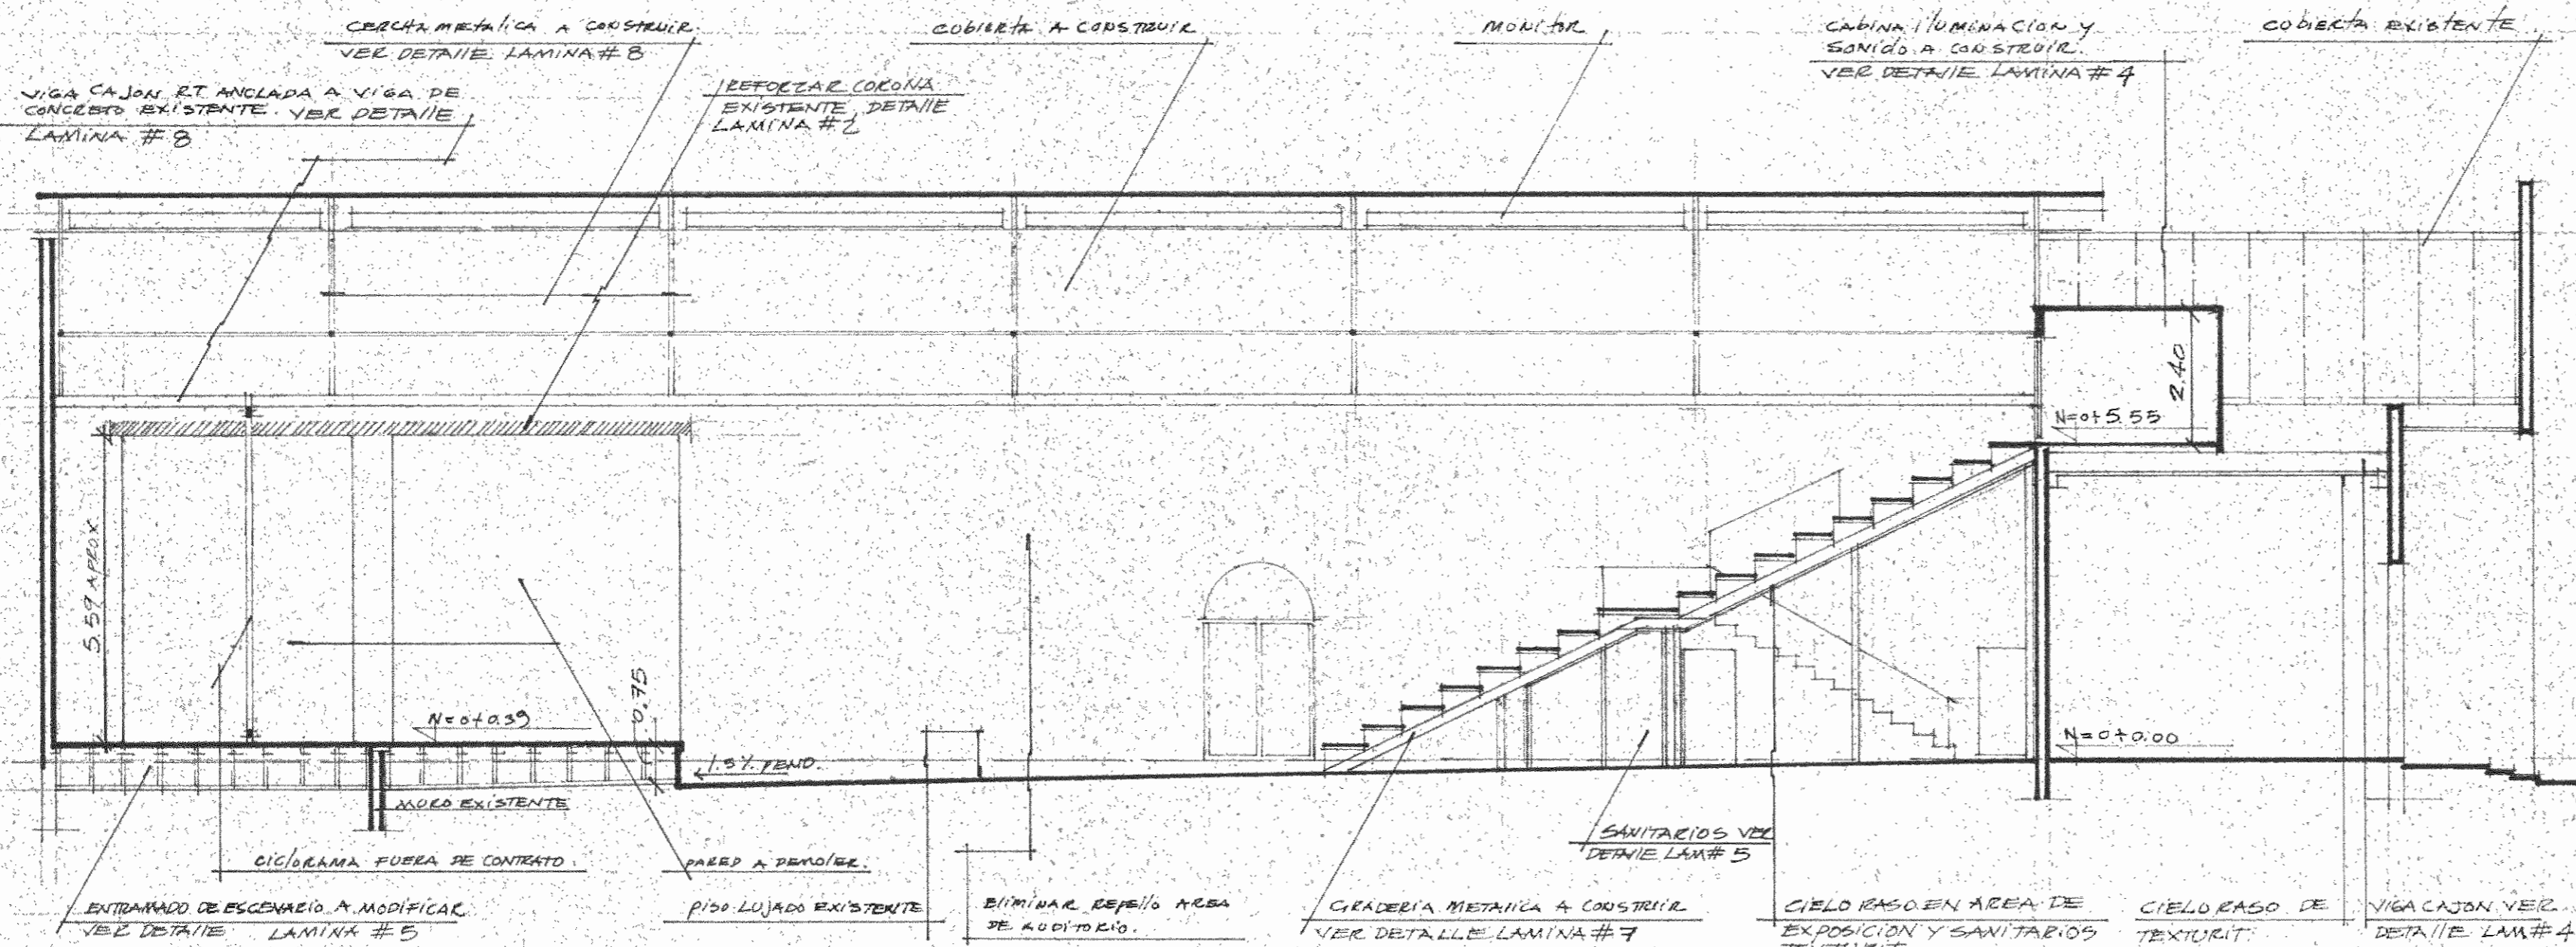 CERCHA METALICA A CONSTRUIR
VER DETALLE LAMINA # 8
CUBIERTA A CONSTRUIR
MONITOR
CABINA ILUMINACION Y
SONIDO A CONSTRUIR.
VER DETALLE LAMINA # 4
CUBIERTA EXISTENTE
VIGA CAJON RT ANCLADA A VIGA DE
CONCRETO EXISTENTE. VER DETALLE
LAMINA # 8
REFORZAR CORONA
EXISTENTE, DETALLE
LAMINA # 2
2.40
N=0+5.55
5.59 APROX
N=0+0.39
0.75
1.5% PEND.
N=0+0.00
MURO EXISTENTE
CICLORAMA FUERA DE CONTRATO.
PARED A DEMOLER.
SANITARIOS VER
DETALLE LAM# 5
ENTRAMADO DE ESCENARIO A MODIFICAR
VER DETALLE LAMINA # 5
PISO LUJADO EXISTENTE
ELIMINAR REPELLO AREA
DE AUDITORIO.
GRADERIA METALICA A CONSTRUIR
VER DETALLE LAMINA # 7
CIELO RASO EN AREA DE
EXPOSICION Y SANITARIOS
CIELO RASO DE
TEXTURIT.
VIGA CAJON VER
DETALLE LAM# 4